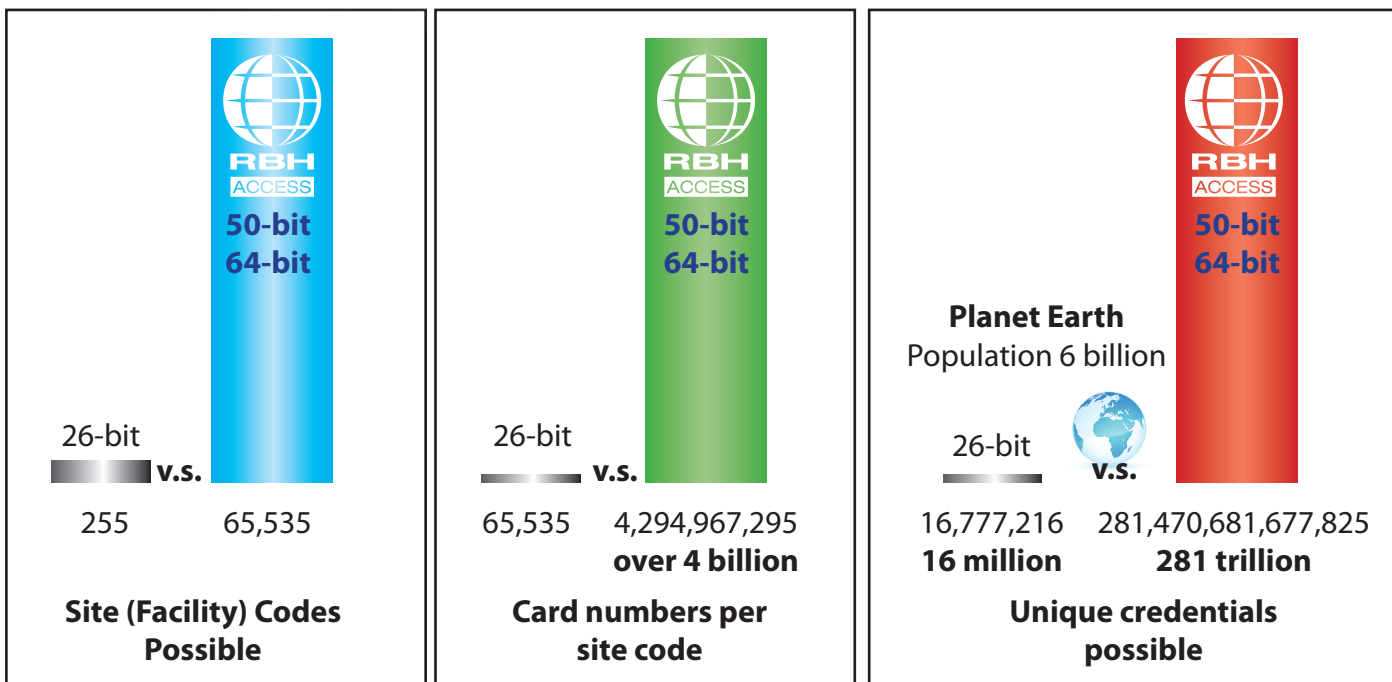 RBH
ACCESS
50-bit
64-bit
26-bit
v.s.
255
65,535
Site (Facility) Codes
Possible
RBH
ACCESS
50-bit
64-bit
26-bit
v.s.
65,535
4,294,967,295
over 4 billion
Card numbers per
site code
RBH
ACCESS
50-bit
64-bit
Planet Earth
Population 6 billion
26-bit
v.s.
16,777,216
281,470,681,677,825
16 million
281 trillion
Unique credentials
possible